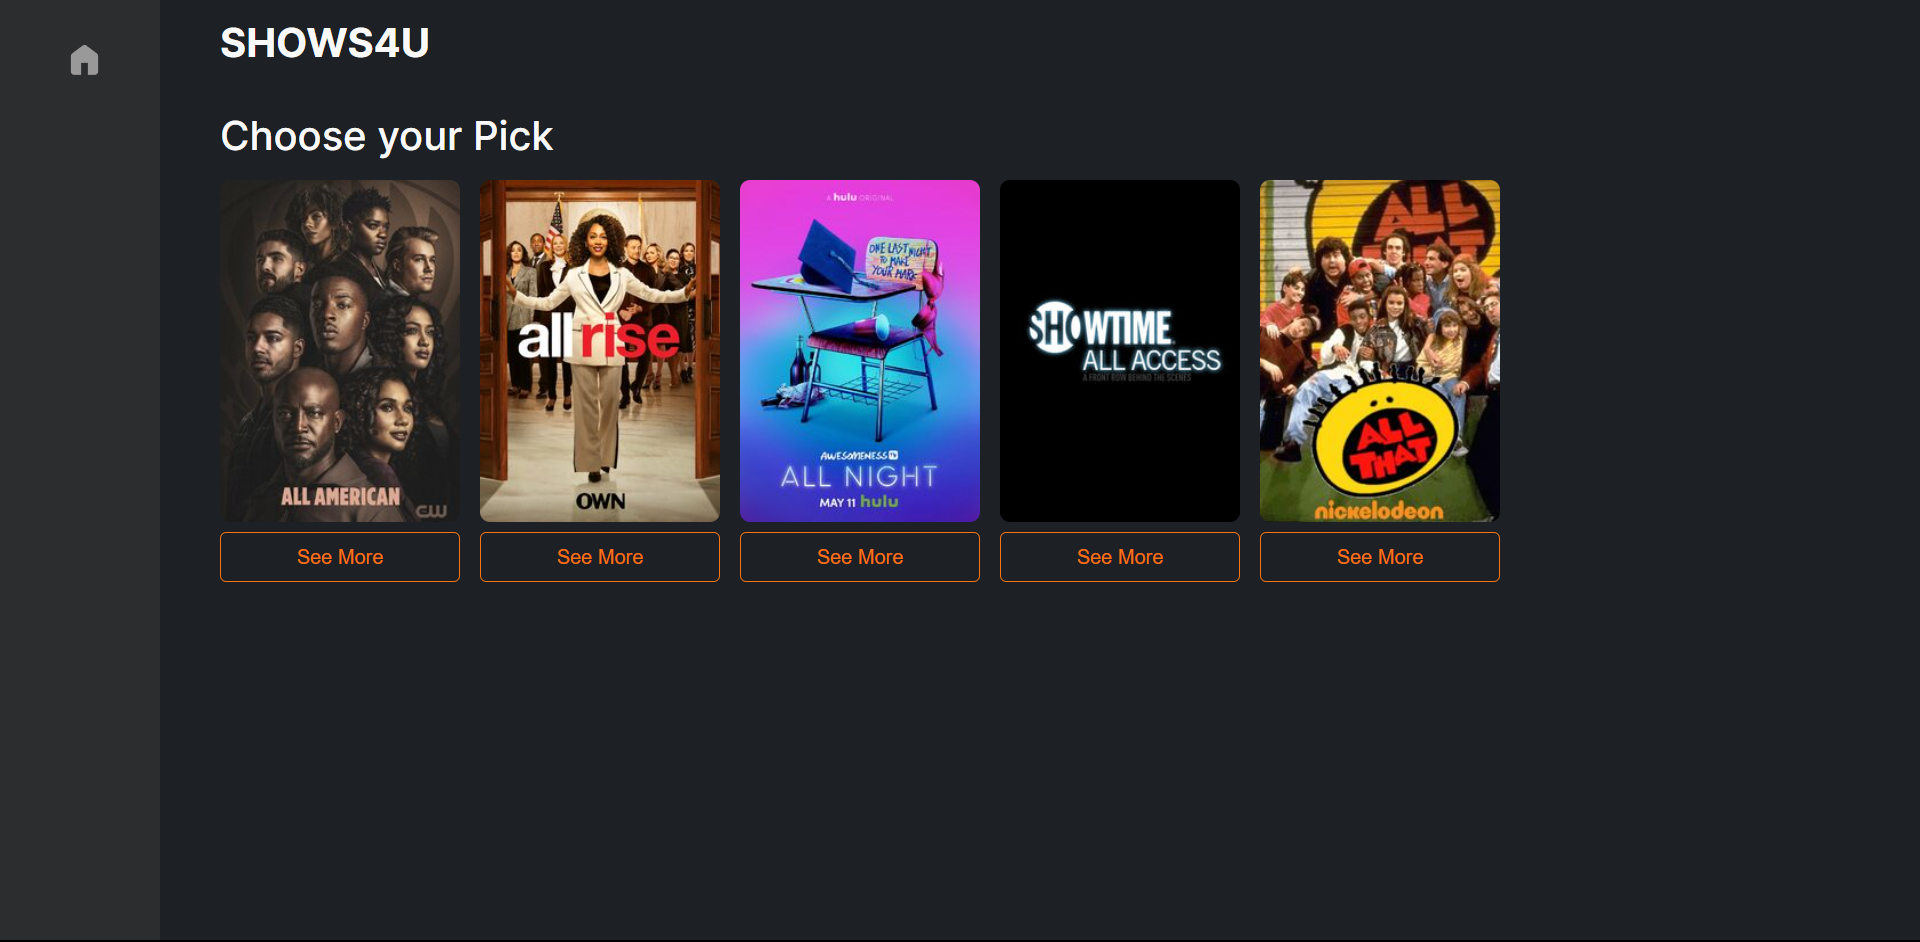 SHOWS4U
Choose your Pick
ALL AMERICAN
CW
all rise
OWN
A hulu ORIGINAL
ONE LAST NIGHT
TO MAKE
YOUR MARK
AWESOMENESS TV
ALL NIGHT
MAY 11 hulu
SHOWTIME
ALL ACCESS
A FRONT ROW BEHIND THE SCENES
ALL
THAT
ALL
THAT
nickelodeon
See More
See More
See More
See More
See More